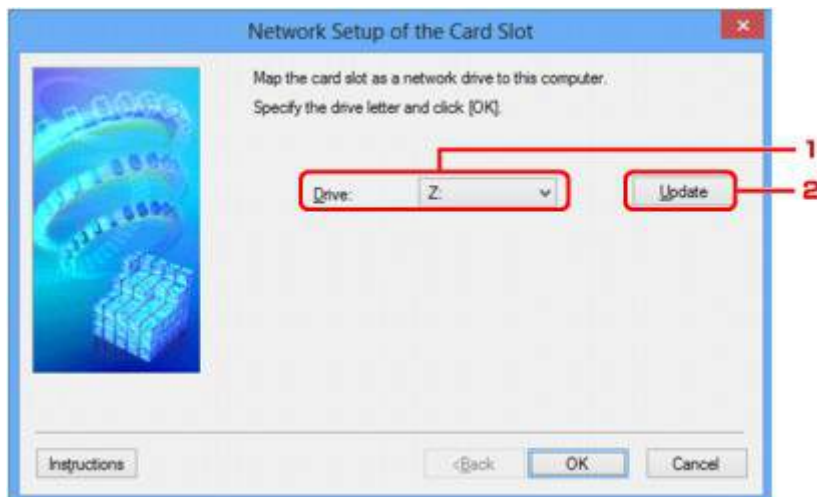 Network Setup of the Card Slot
Map the card slot as a network drive to this computer.
Specify the drive letter and click [OK].
1
Drive: Z: Update 2
Instructions <Back OK Cancel